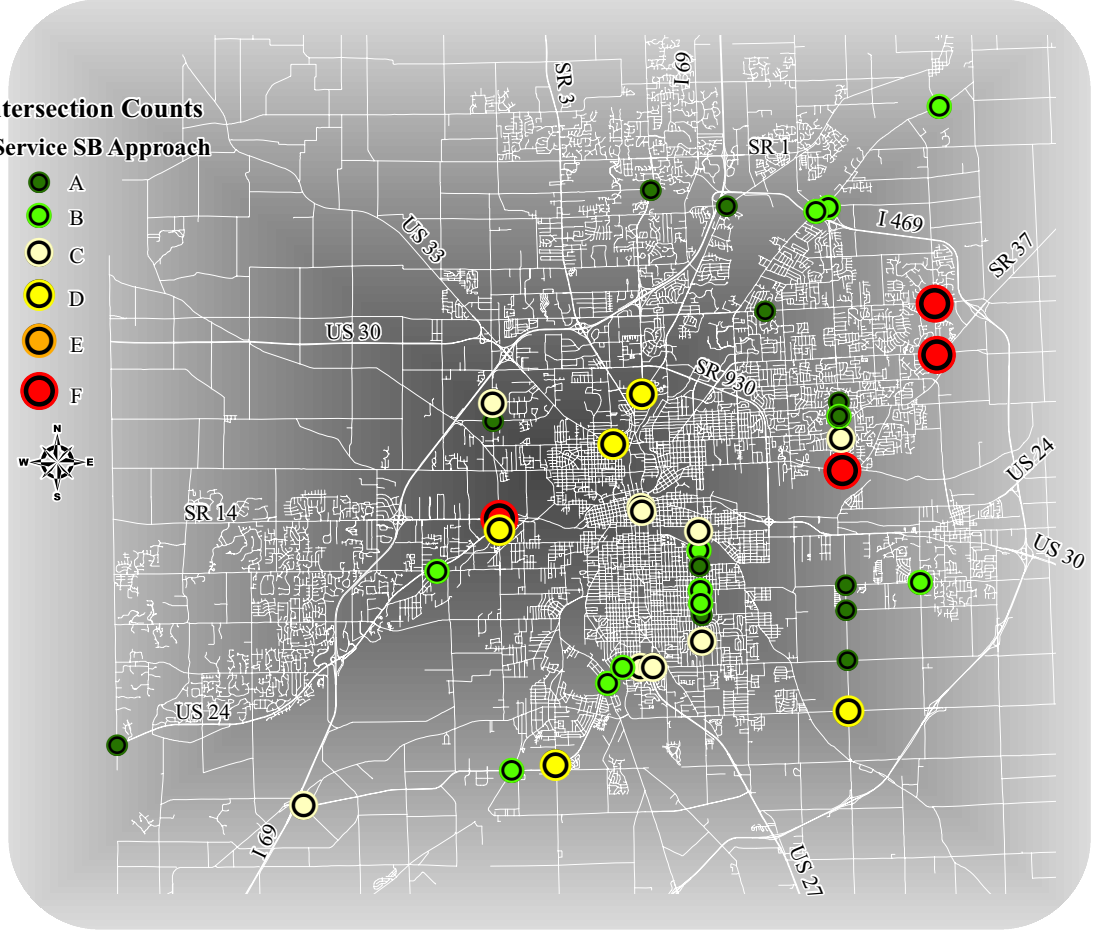 ntersection Counts
Service SB Approach
A
B
C
D
E
F
N
W E
S
SR 3
I 69
SR 1
I 469
SR 37
US 33
US 30
SR 930
US 24
SR 14
US 30
US 24
I 69
US 27